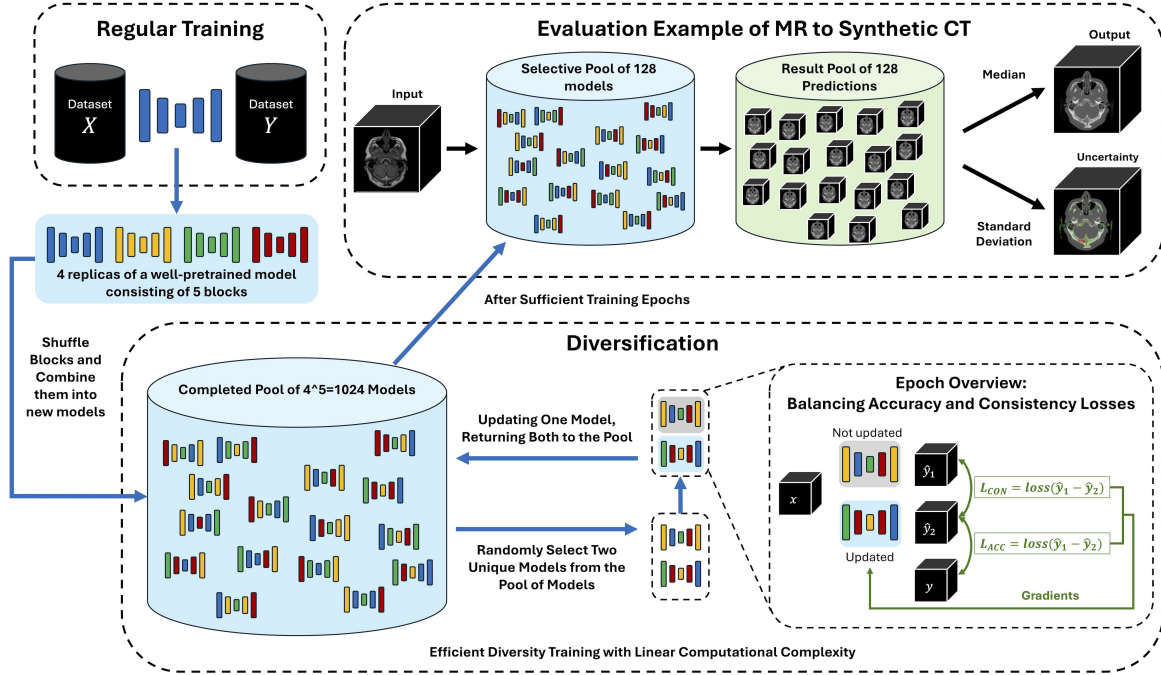 Regular Training
Dataset
X
Dataset
Y
4 replicas of a well-pretrained model
consisting of 5 blocks
Shuffle
Blocks and
Combine
them into
new models
Evaluation Example of MR to Synthetic CT
Input
Selective Pool of 128
models
Result Pool of 128
Predictions
Median
Output
Uncertainty
Standard
Deviation
After Sufficient Training Epochs
Diversification
Completed Pool of 4^5=1024 Models
Updating One Model,
Returning Both to the Pool
Randomly Select Two
Unique Models from the
Pool of Models
Epoch Overview:
Balancing Accuracy and Consistency Losses
Not updated
x
ŷ₁
L_CON = loss(ŷ₁ − ŷ₂)
ŷ₂
L_ACC = loss(ŷ₁ − ŷ₂)
Updated
y
Gradients
Efficient Diversity Training with Linear Computational Complexity